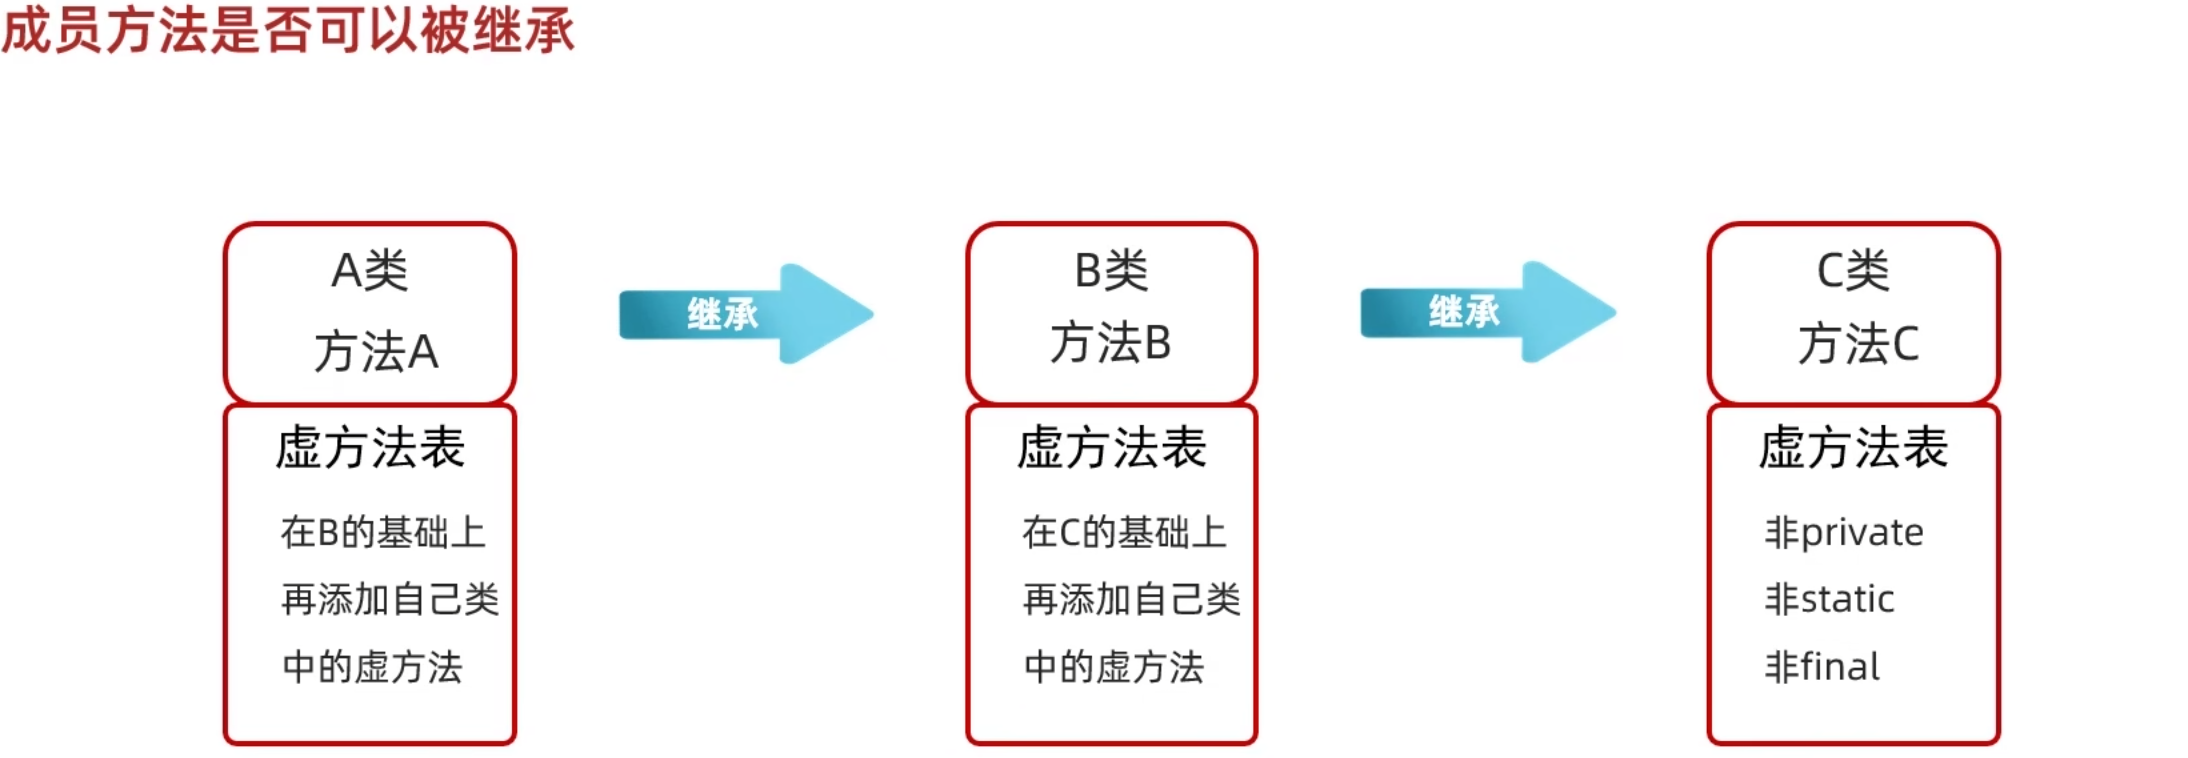 成员方法是否可以被继承
A类
方法A
继承
B类
方法B
继承
C类
方法C
虚方法表
在B的基础上
再添加自己类
中的虚方法
虚方法表
在C的基础上
再添加自己类
中的虚方法
虚方法表
非private
非static
非final